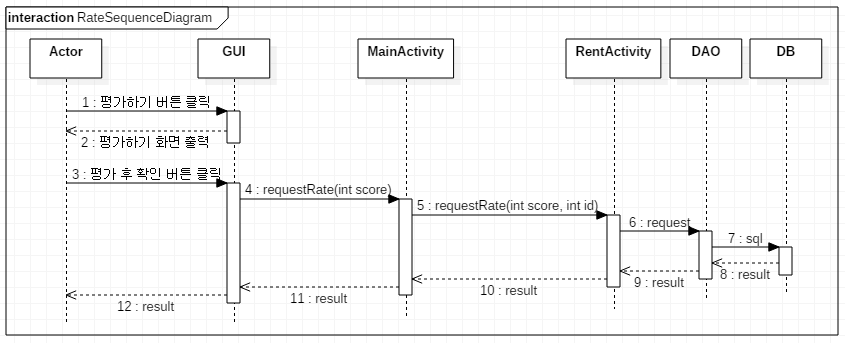 interaction RateSequenceDiagram
Actor
GUI
MainActivity
RentActivity
DAO
DB
1 : 평가하기 버튼 클릭
2 : 평가하기 화면 출력
3 : 평가 후 확인 버튼 클릭
4 : requestRate(int score)
5 : requestRate(int score, int id)
6 : request
7 : sql
8 : result
9 : result
10 : result
11 : result
12 : result